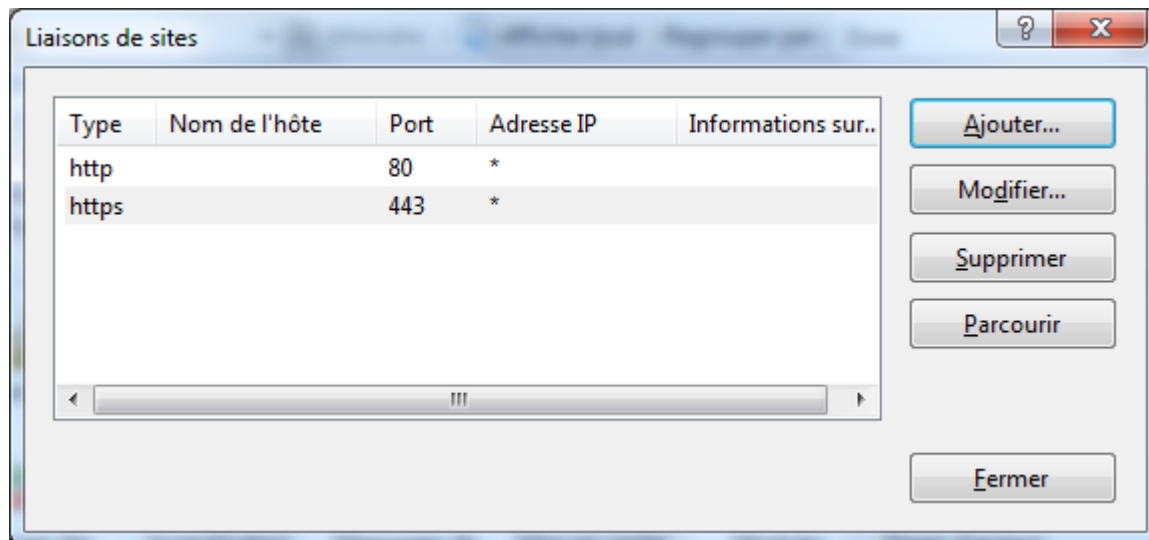 Liaisons de sites
Type Nom de l'hôte Port Adresse IP Informations sur..
http 80 *
https 443 *
Ajouter...
Modifier...
Supprimer
Parcourir
Fermer